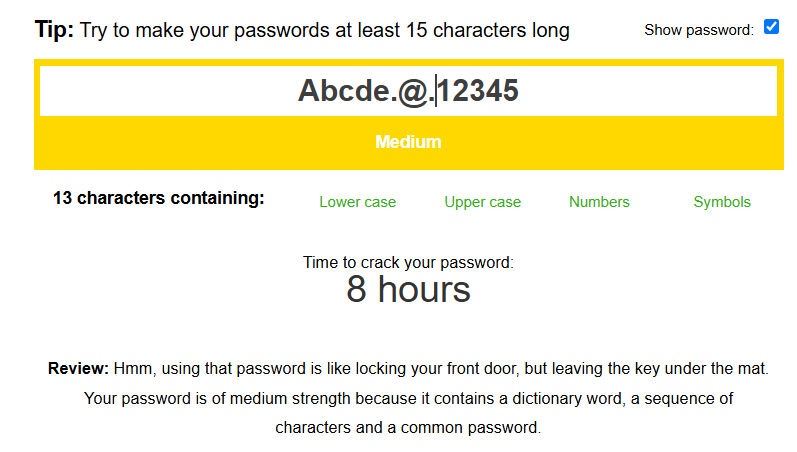 Tip: Try to make your passwords at least 15 characters long
Show password:
Abcde.@.12345
Medium
13 characters containing:
Lower case
Upper case
Numbers
Symbols
Time to crack your password:
8 hours
Review: Hmm, using that password is like locking your front door, but leaving the key under the mat.
Your password is of medium strength because it contains a dictionary word, a sequence of
characters and a common password.